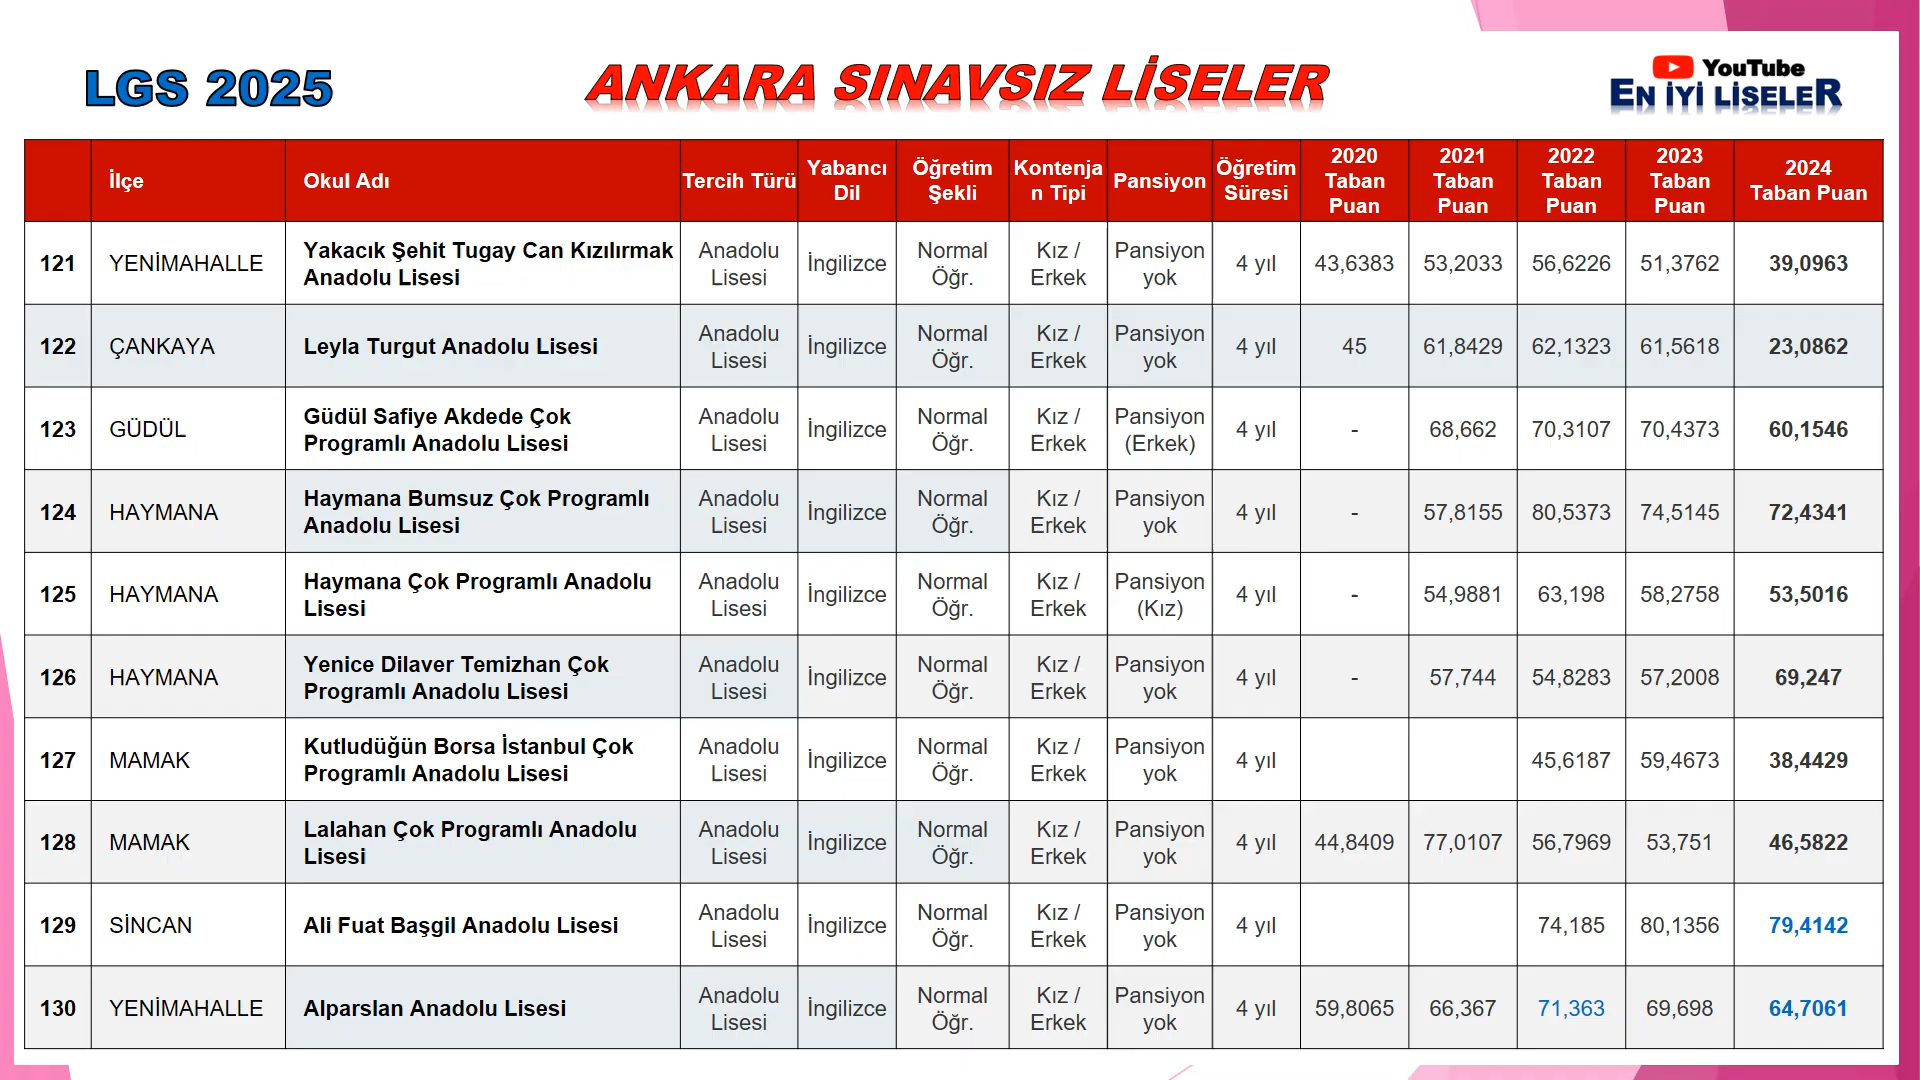 LGS 2025
ANKARA SINAVSIZ LİSELER
YouTube
EN İYİ LİSELER
İlçe
Okul Adı
Tercih Türü
Yabancı
Dil
Öğretim
Şekli
Kontenja
n Tipi
Pansiyon
Öğretim
Süresi
2020
Taban
Puan
2021
Taban
Puan
2022
Taban
Puan
2023
Taban
Puan
2024
Taban Puan
121
YENİMAHALLE
Yakacık Şehit Tugay Can Kızılırmak
Anadolu Lisesi
Anadolu
Lisesi
İngilizce
Normal
Öğr.
Kız /
Erkek
Pansiyon
yok
4 yıl
43,6383
53,2033
56,6226
51,3762
39,0963
122
ÇANKAYA
Leyla Turgut Anadolu Lisesi
Anadolu
Lisesi
İngilizce
Normal
Öğr.
Kız /
Erkek
Pansiyon
yok
4 yıl
45
61,8429
62,1323
61,5618
23,0862
123
GÜDÜL
Güdül Safiye Akdede Çok
Programlı Anadolu Lisesi
Anadolu
Lisesi
İngilizce
Normal
Öğr.
Kız /
Erkek
Pansiyon
(Erkek)
4 yıl
-
68,662
70,3107
70,4373
60,1546
124
HAYMANA
Haymana Bumsuz Çok Programlı
Anadolu Lisesi
Anadolu
Lisesi
İngilizce
Normal
Öğr.
Kız /
Erkek
Pansiyon
yok
4 yıl
-
57,8155
80,5373
74,5145
72,4341
125
HAYMANA
Haymana Çok Programlı Anadolu
Lisesi
Anadolu
Lisesi
İngilizce
Normal
Öğr.
Kız /
Erkek
Pansiyon
(Kız)
4 yıl
-
54,9881
63,198
58,2758
53,5016
126
HAYMANA
Yenice Dilaver Temizhan Çok
Programlı Anadolu Lisesi
Anadolu
Lisesi
İngilizce
Normal
Öğr.
Kız /
Erkek
Pansiyon
yok
4 yıl
-
57,744
54,8283
57,2008
69,247
127
MAMAK
Kutludüğün Borsa İstanbul Çok
Programlı Anadolu Lisesi
Anadolu
Lisesi
İngilizce
Normal
Öğr.
Kız /
Erkek
Pansiyon
yok
4 yıl
45,6187
59,4673
38,4429
128
MAMAK
Lalahan Çok Programlı Anadolu
Lisesi
Anadolu
Lisesi
İngilizce
Normal
Öğr.
Kız /
Erkek
Pansiyon
yok
4 yıl
44,8409
77,0107
56,7969
53,751
46,5822
129
SİNCAN
Ali Fuat Başgil Anadolu Lisesi
Anadolu
Lisesi
İngilizce
Normal
Öğr.
Kız /
Erkek
Pansiyon
yok
4 yıl
74,185
80,1356
79,4142
130
YENİMAHALLE
Alparslan Anadolu Lisesi
Anadolu
Lisesi
İngilizce
Normal
Öğr.
Kız /
Erkek
Pansiyon
yok
4 yıl
59,8065
66,367
71,363
69,698
64,7061